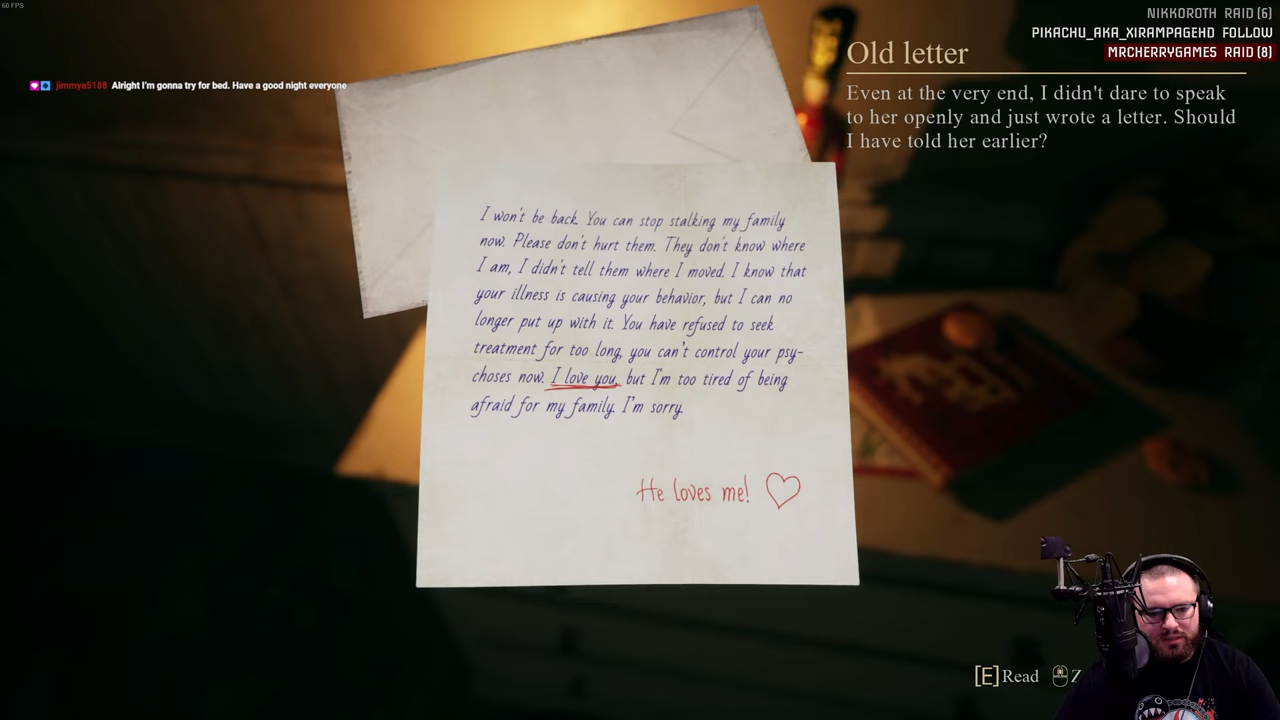 60 FPS
NIKKOROTH RAID (6)
PIKACHU_AKA_XIRAMPAGEHD FOLLOW
MRCHERRYGAMES RAID (8)
jimmya5188 Alright I'm gonna try for bed. Have a good night everyone
Old letter
Even at the very end, I didn't dare to speak
to her openly and just wrote a letter. Should
I have told her earlier?
I won't be back. You can stop stalking my family
now. Please don't hurt them. They don't know where
I am, I didn't tell them where I moved. I know that
your illness is causing your behavior, but I can no
longer put up with it. You have refused to seek
treatment for too long, you can't control your psy-
choses now. I love you, but I'm too tired of being
afraid for my family. I'm sorry.
He loves me!
[E] Read Z